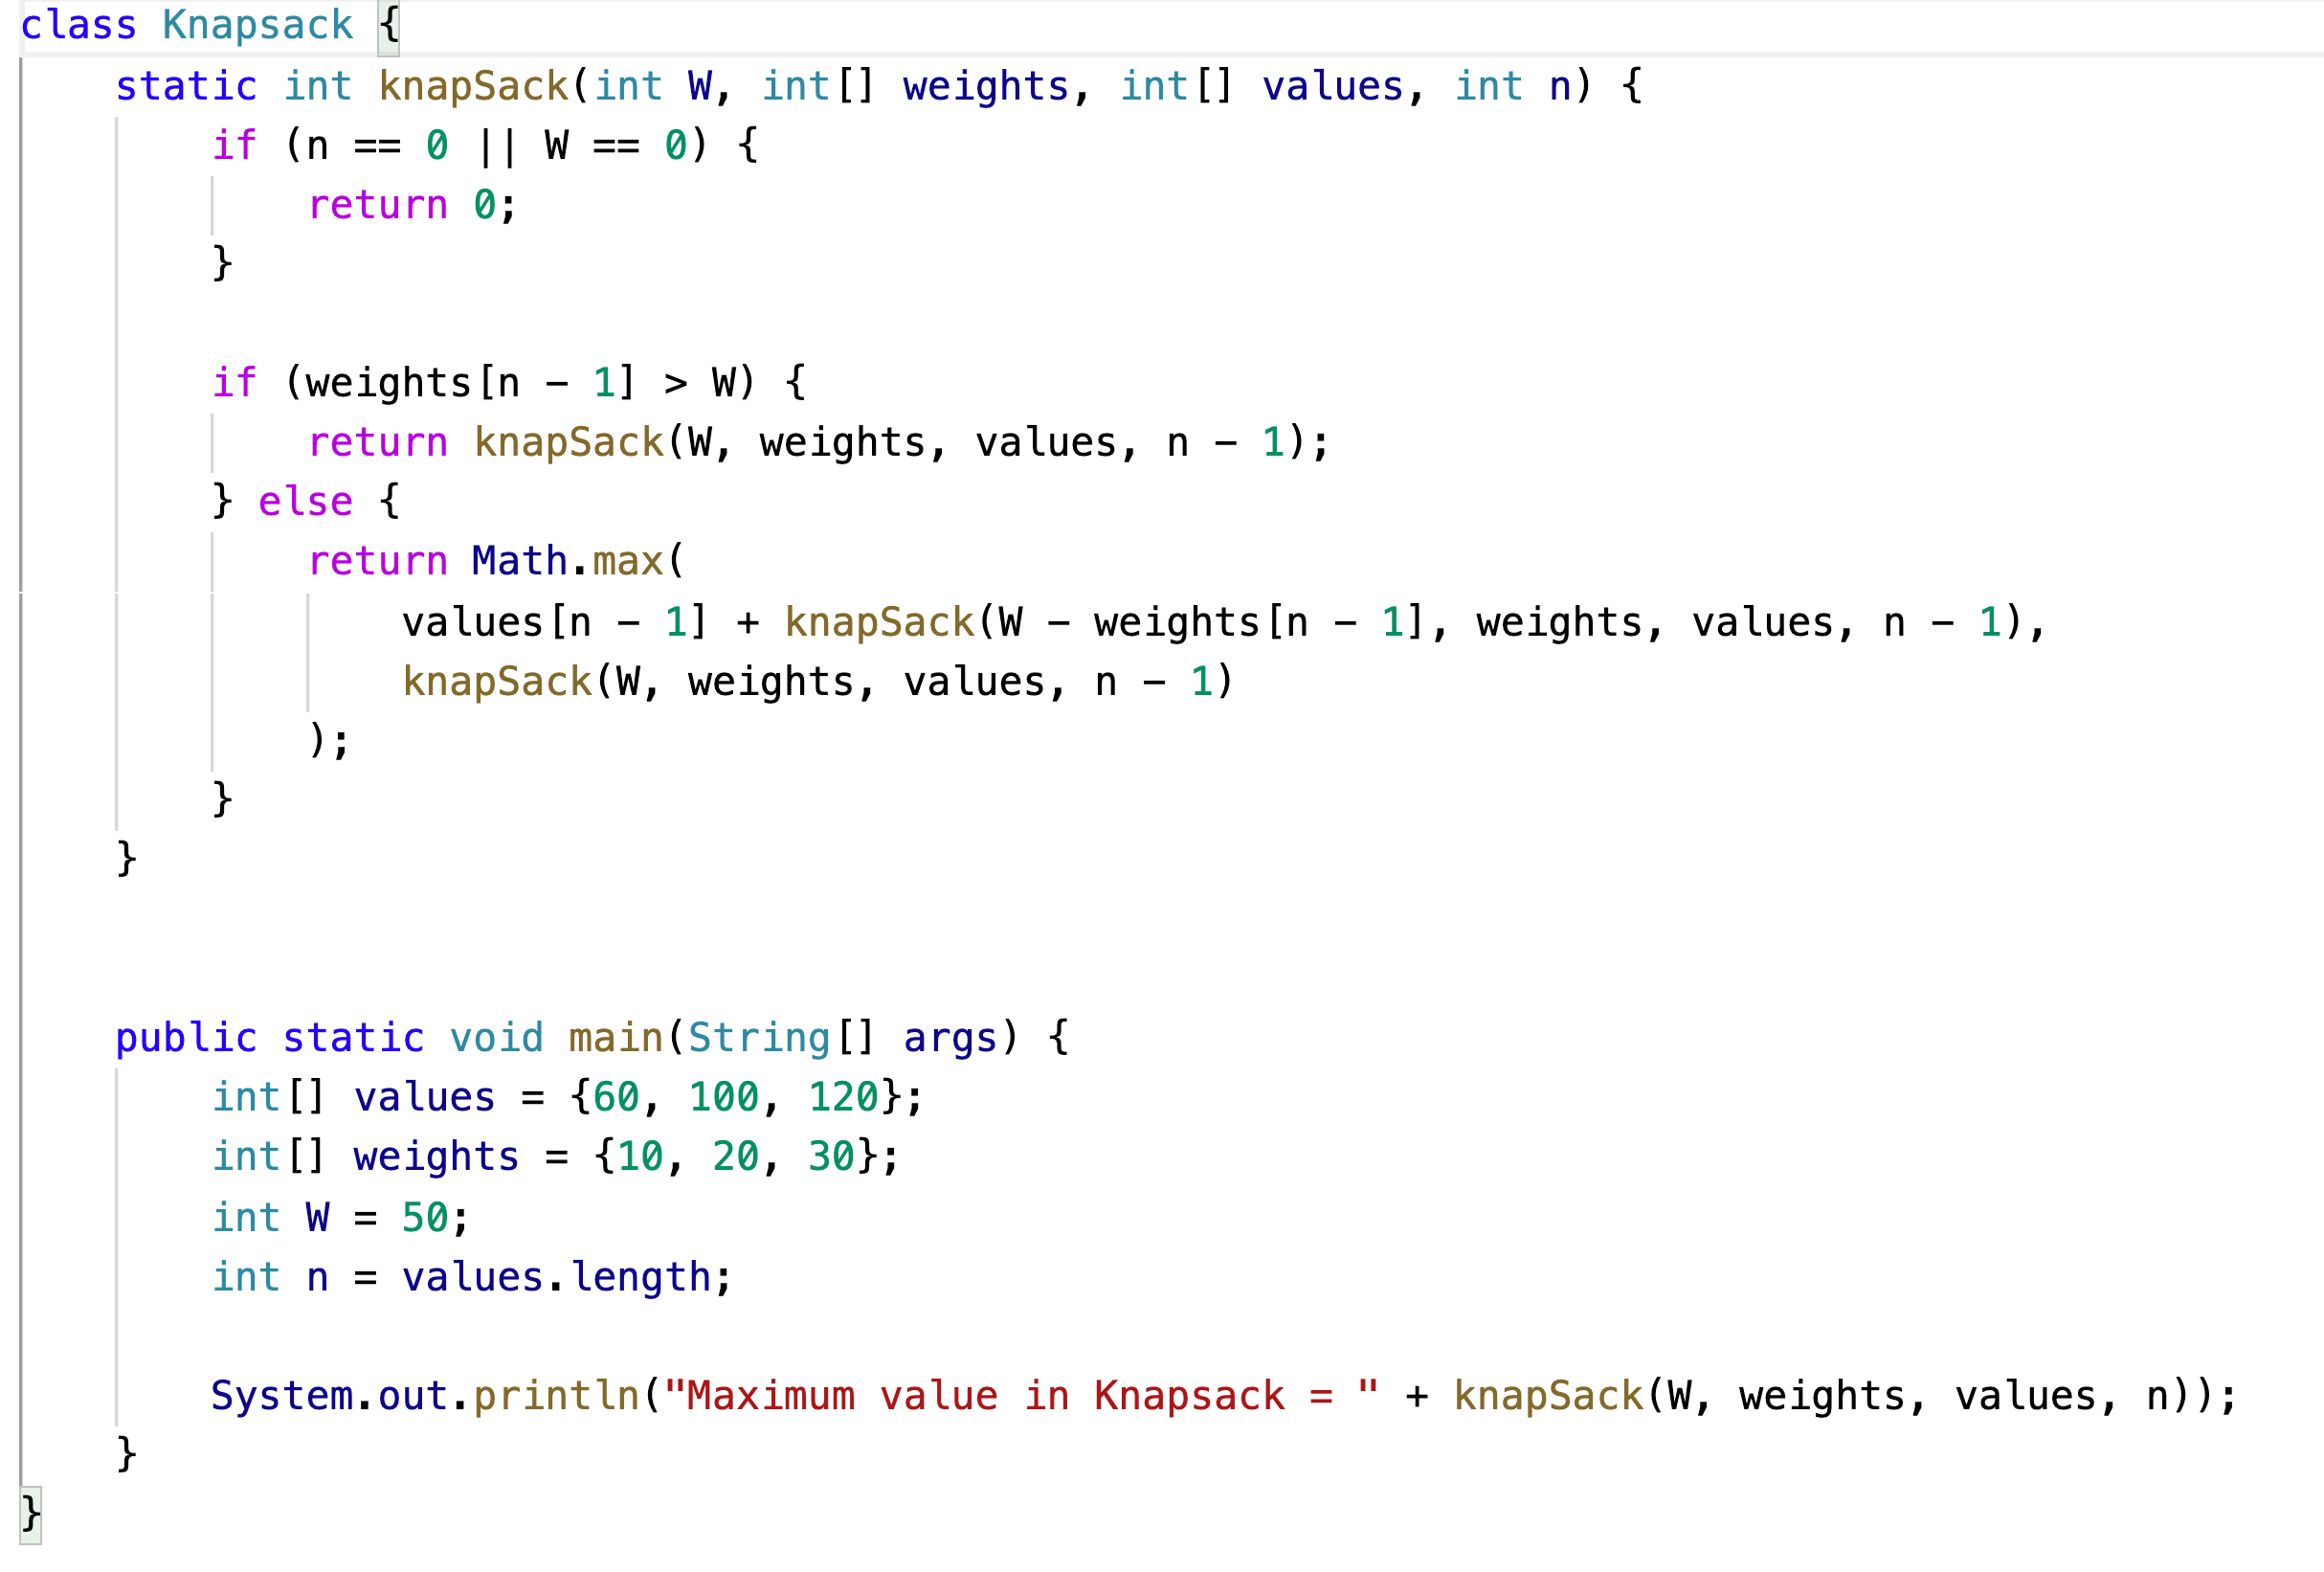 class Knapsack {
    static int knapSack(int W, int[] weights, int[] values, int n) {
        if (n == 0 || W == 0) {
            return 0;
        }

        if (weights[n - 1] > W) {
            return knapSack(W, weights, values, n - 1);
        } else {
            return Math.max(
                values[n - 1] + knapSack(W - weights[n - 1], weights, values, n - 1),
                knapSack(W, weights, values, n - 1)
            );
        }
    }

    public static void main(String[] args) {
        int[] values = {60, 100, 120};
        int[] weights = {10, 20, 30};
        int W = 50;
        int n = values.length;

        System.out.println("Maximum value in Knapsack = " + knapSack(W, weights, values, n));
    }
}